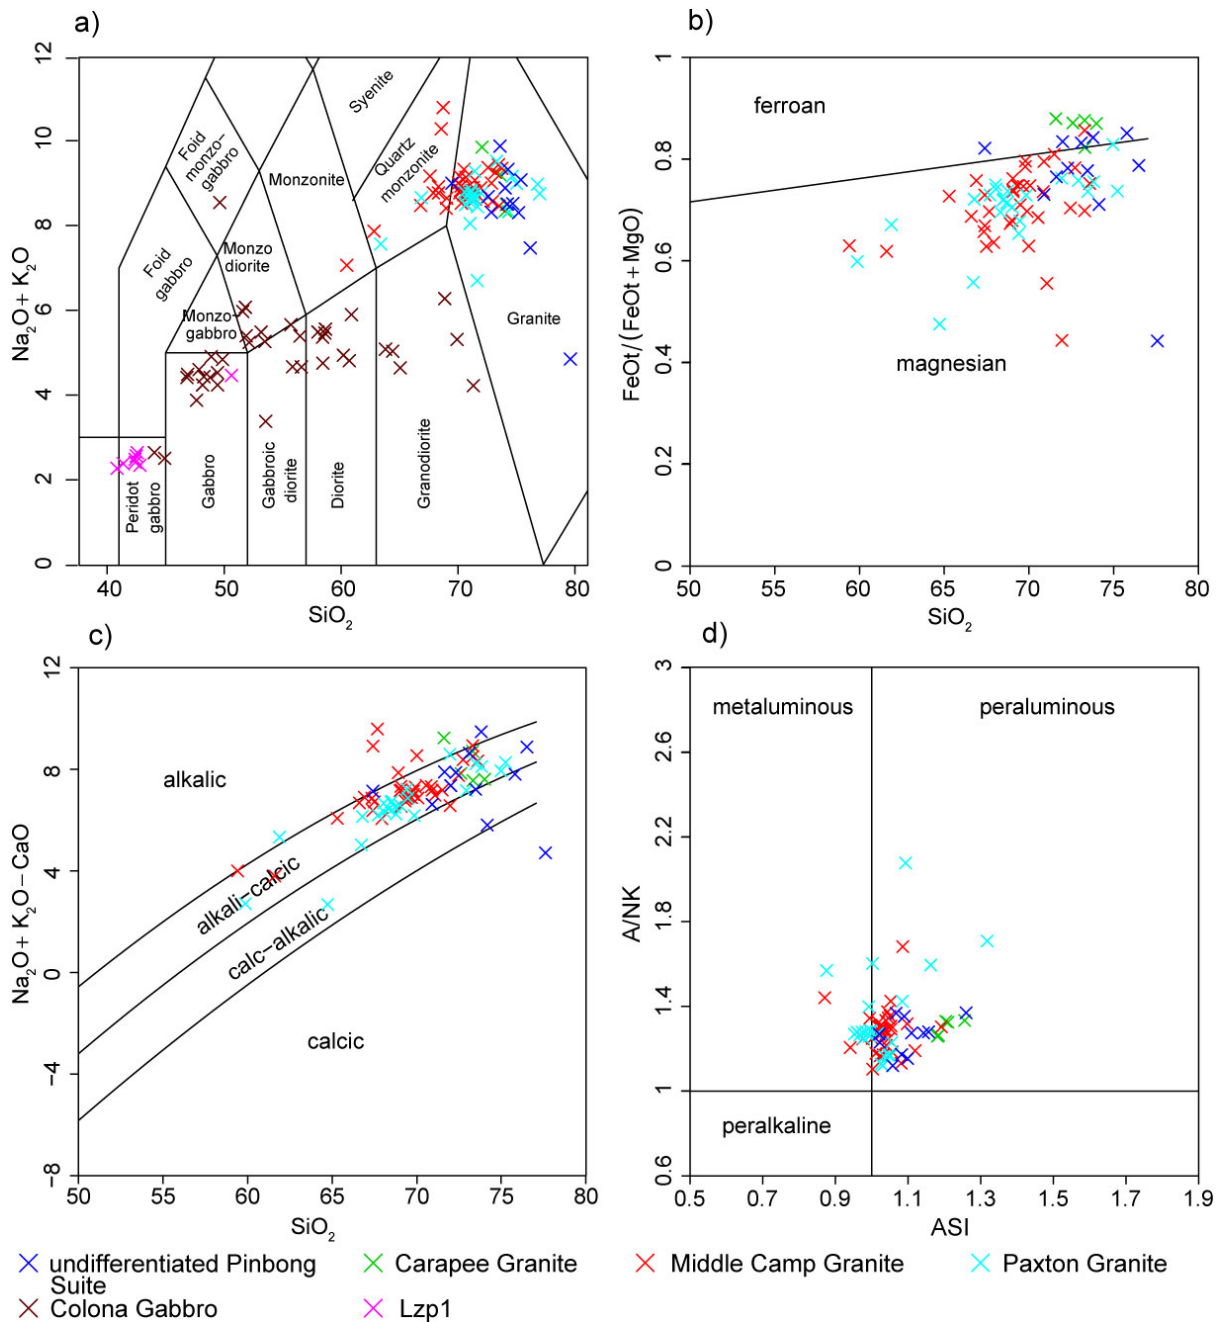 a)
12
10
8
6
4
2
0
Na2O+ K2O
Foid
monzo-
gabbro
Syenite
Quartz
monzonite
Monzonite
Foid
gabbro
Monzo
diorite
Monzo-
gabbro
Granite
Peridot
gabbro
Gabbro
Gabbroic
diorite
Diorite
Granodiorite
40
50
60
70
80
SiO2
b)
1
0.8
0.6
0.4
0.2
0
FeOt/(FeOt+MgO)
ferroan
magnesian
50
55
60
65
70
75
80
SiO2
c)
12
8
4
0
−4
−8
Na2O+ K2O−CaO
alkalic
alkali−calcic
calc−alkalic
calcic
50
60
65
70
75
80
SiO2
d)
3
2.6
2.2
1.8
1.4
1
0.6
A/NK
metaluminous
peraluminous
peralkaline
0.5
0.7
0.9
1.1
1.3
1.5
1.7
1.9
ASI
undifferentiated Pinbong
Suite
Carapee Granite
Middle Camp Granite
Paxton Granite
Colona Gabbro
Lzp1